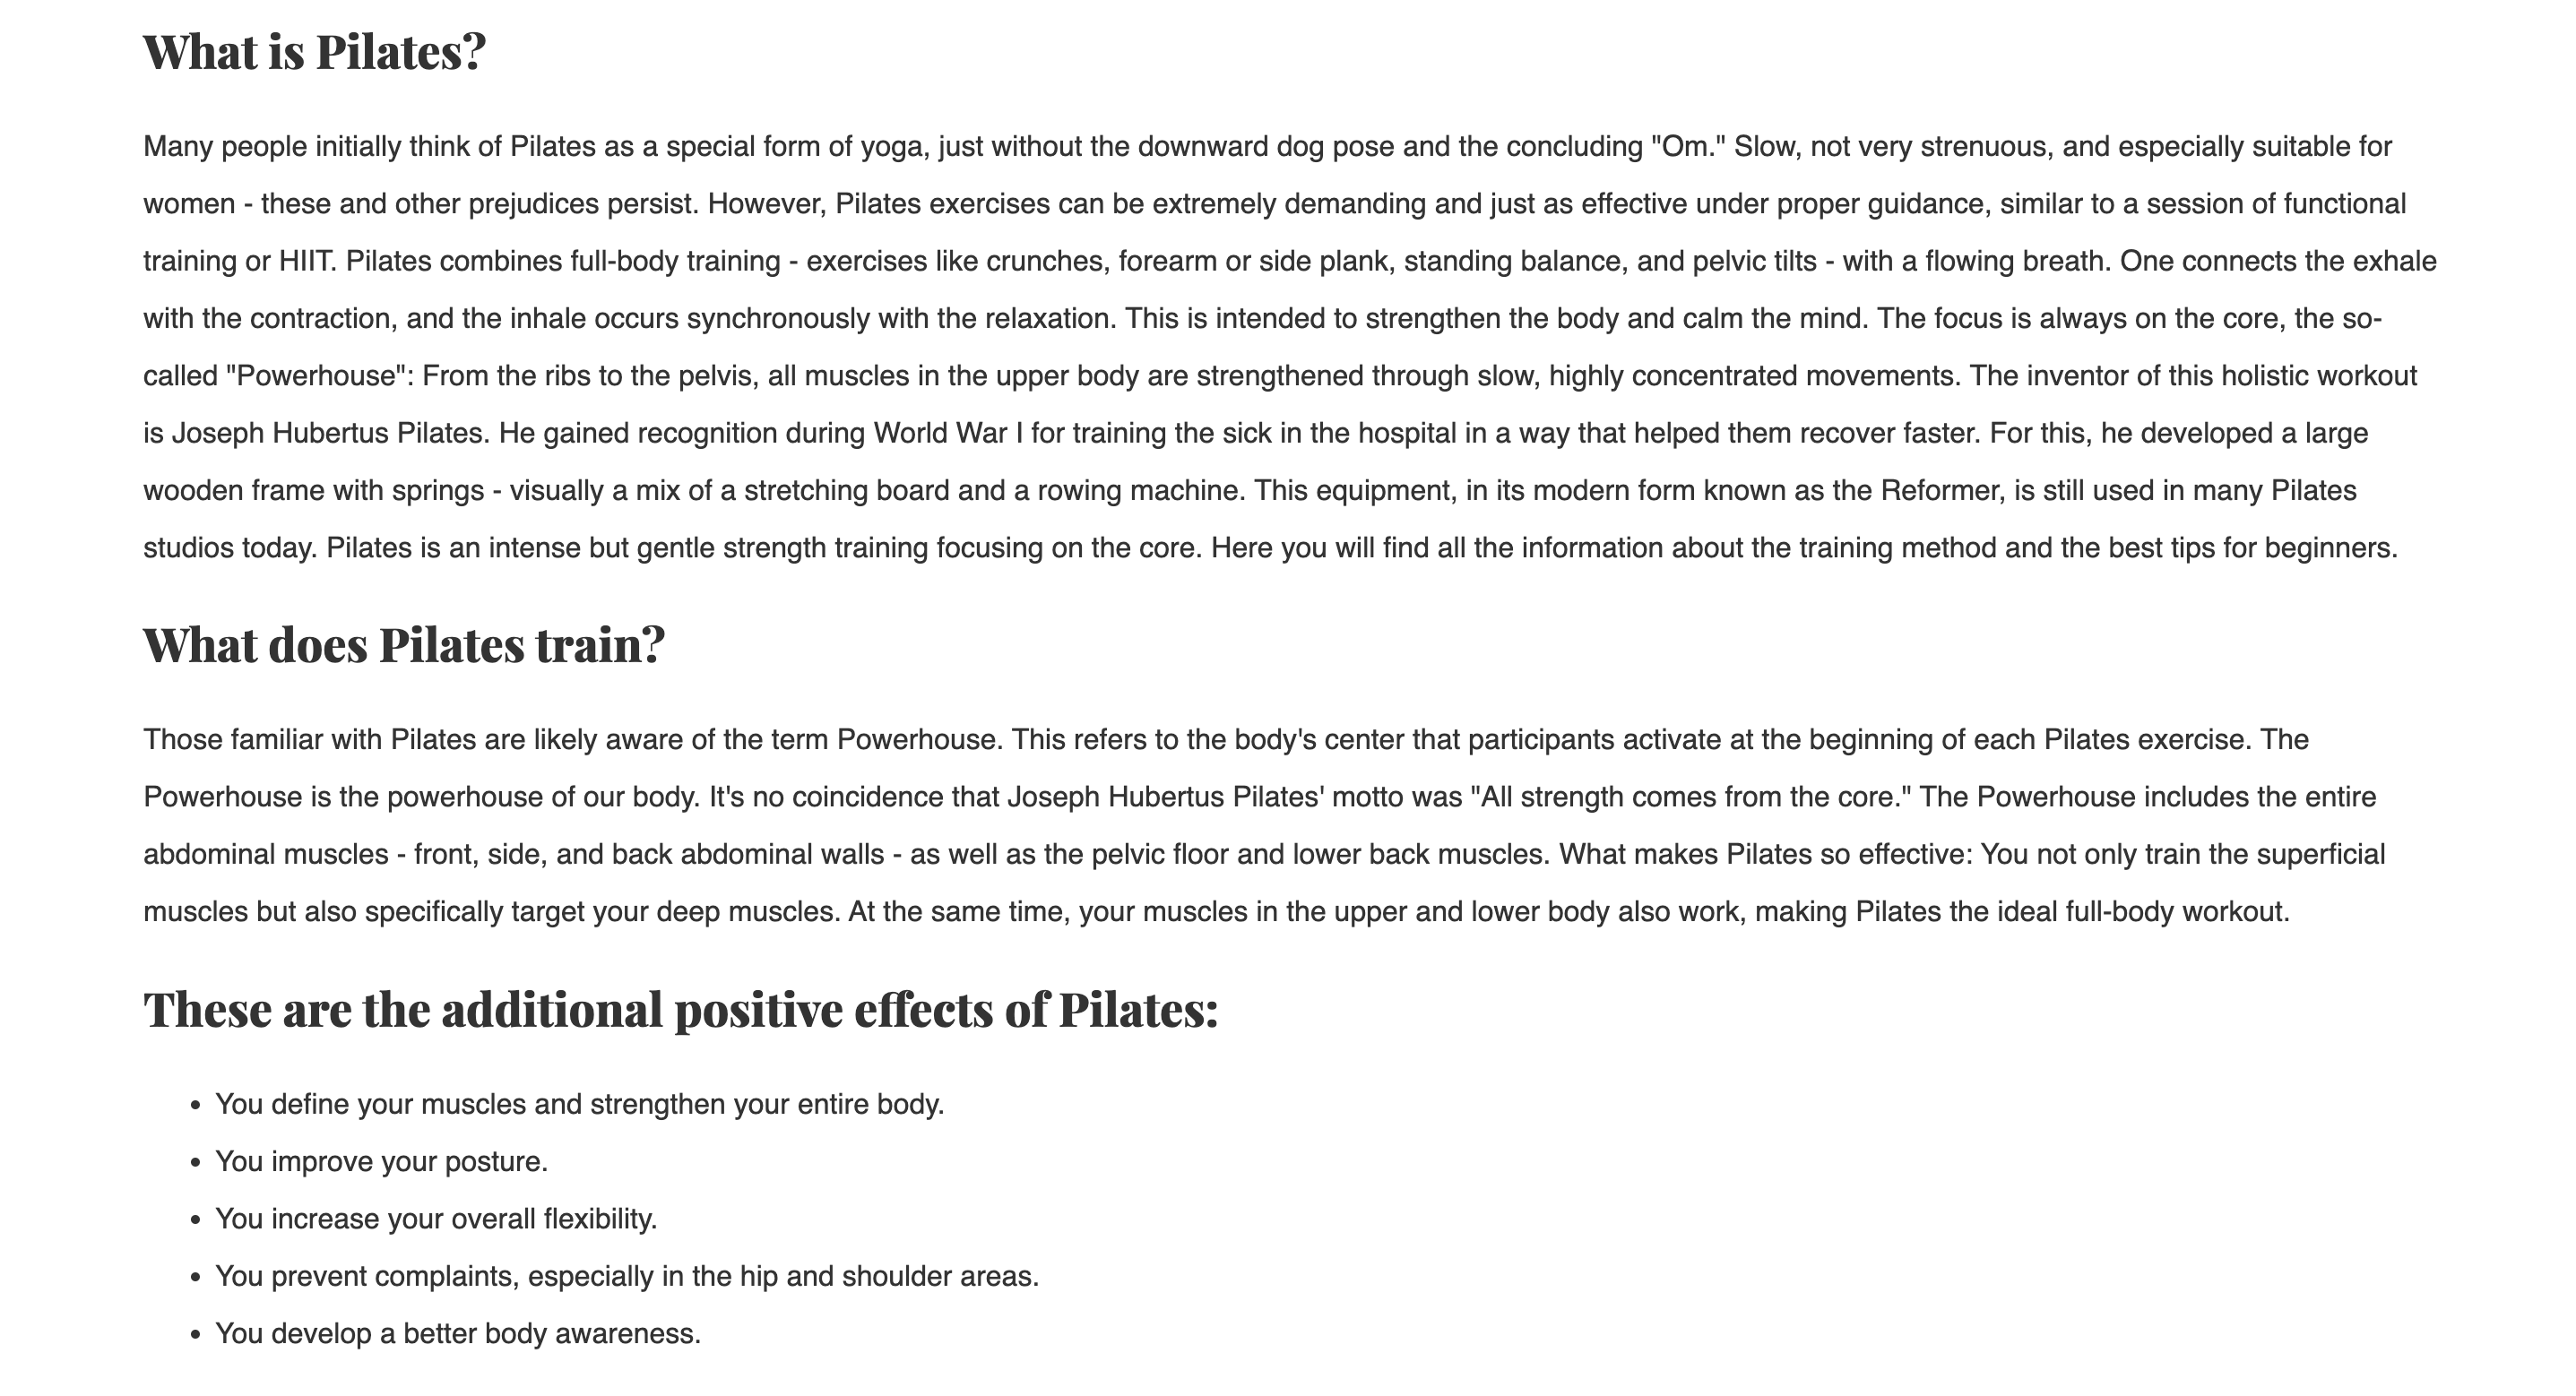 What is Pilates?
Many people initially think of Pilates as a special form of yoga, just without the downward dog pose and the concluding "Om." Slow, not very strenuous, and especially suitable for
women - these and other prejudices persist. However, Pilates exercises can be extremely demanding and just as effective under proper guidance, similar to a session of functional
training or HIIT. Pilates combines full-body training - exercises like crunches, forearm or side plank, standing balance, and pelvic tilts - with a flowing breath. One connects the exhale
with the contraction, and the inhale occurs synchronously with the relaxation. This is intended to strengthen the body and calm the mind. The focus is always on the core, the so-
called "Powerhouse": From the ribs to the pelvis, all muscles in the upper body are strengthened through slow, highly concentrated movements. The inventor of this holistic workout
is Joseph Hubertus Pilates. He gained recognition during World War I for training the sick in the hospital in a way that helped them recover faster. For this, he developed a large
wooden frame with springs - visually a mix of a stretching board and a rowing machine. This equipment, in its modern form known as the Reformer, is still used in many Pilates
studios today. Pilates is an intense but gentle strength training focusing on the core. Here you will find all the information about the training method and the best tips for beginners.
What does Pilates train?
Those familiar with Pilates are likely aware of the term Powerhouse. This refers to the body's center that participants activate at the beginning of each Pilates exercise. The
Powerhouse is the powerhouse of our body. It's no coincidence that Joseph Hubertus Pilates' motto was "All strength comes from the core." The Powerhouse includes the entire
abdominal muscles - front, side, and back abdominal walls - as well as the pelvic floor and lower back muscles. What makes Pilates so effective: You not only train the superficial
muscles but also specifically target your deep muscles. At the same time, your muscles in the upper and lower body also work, making Pilates the ideal full-body workout.
These are the additional positive effects of Pilates:
• You define your muscles and strengthen your entire body.
• You improve your posture.
• You increase your overall flexibility.
• You prevent complaints, especially in the hip and shoulder areas.
• You develop a better body awareness.